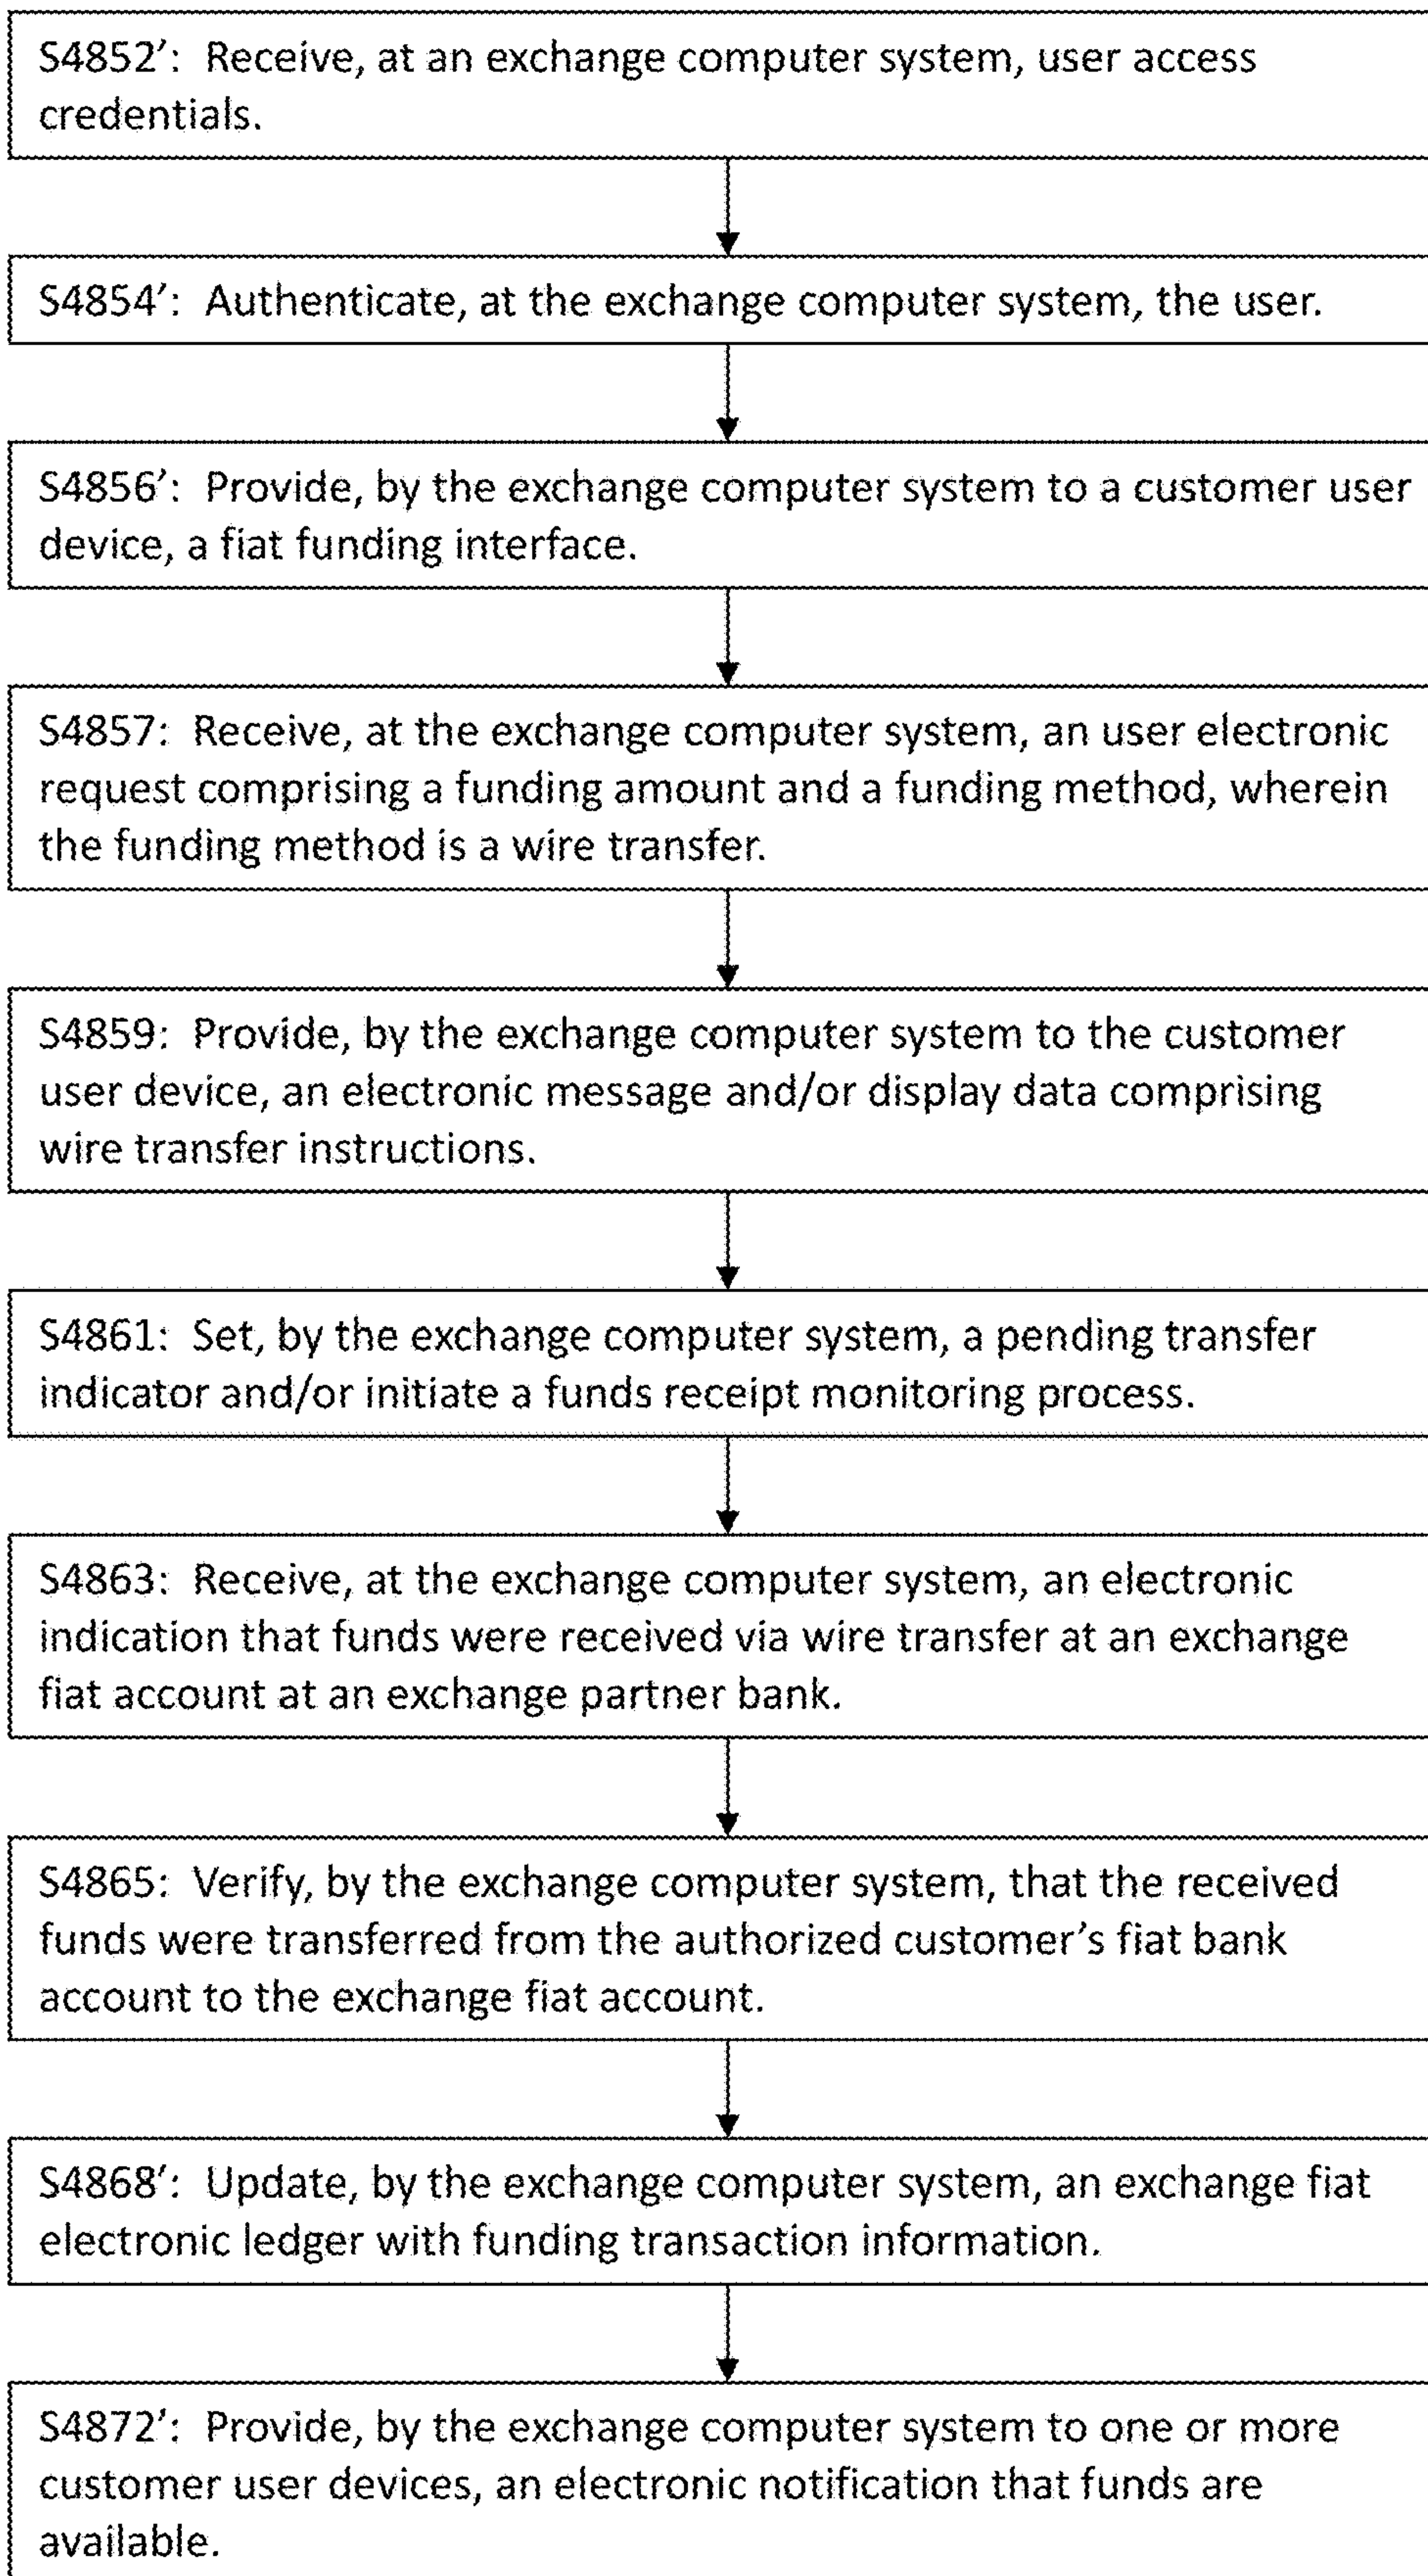 S4852’: Receive, at an exchange computer system, user access
credentials.
S4854’: Authenticate, at the exchange computer system, the user.
S4856’: Provide, by the exchange computer system to a customer user
device, a fiat funding interface.
S4857: Receive, at the exchange computer system, an user electronic
request comprising a funding amount and a funding method, wherein
the funding method is a wire transfer.
S4859: Provide, by the exchange computer system to the customer
user device, an electronic message and/or display data comprising
wire transfer instructions.
S4861: Set, by the exchange computer system, a pending transfer
indicator and/or initiate a funds receipt monitoring process.
S4863: Receive, at the exchange computer system, an electronic
indication that funds were received via wire transfer at an exchange
fiat account at an exchange partner bank.
S4865: Verify, by the exchange computer system, that the received
funds were transferred from the authorized customer’s fiat bank
account to the exchange fiat account.
S4868’: Update, by the exchange computer system, an exchange fiat
electronic ledger with funding transaction information.
S4872’: Provide, by the exchange computer system to one or more
customer user devices, an electronic notification that funds are
available.